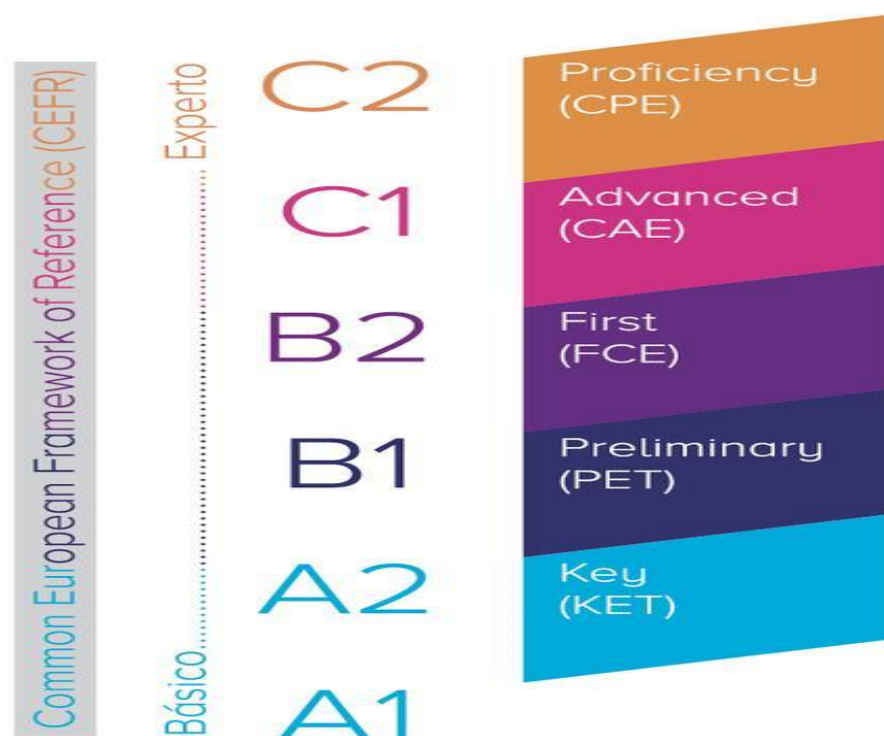 Common European Framework of Reference (CEFR)
Básico
Experto
C2
C1
B2
B1
A2
A1
Proficiency
(CPE)
Advanced
(CAE)
First
(FCE)
Preliminary
(PET)
Key
(KET)